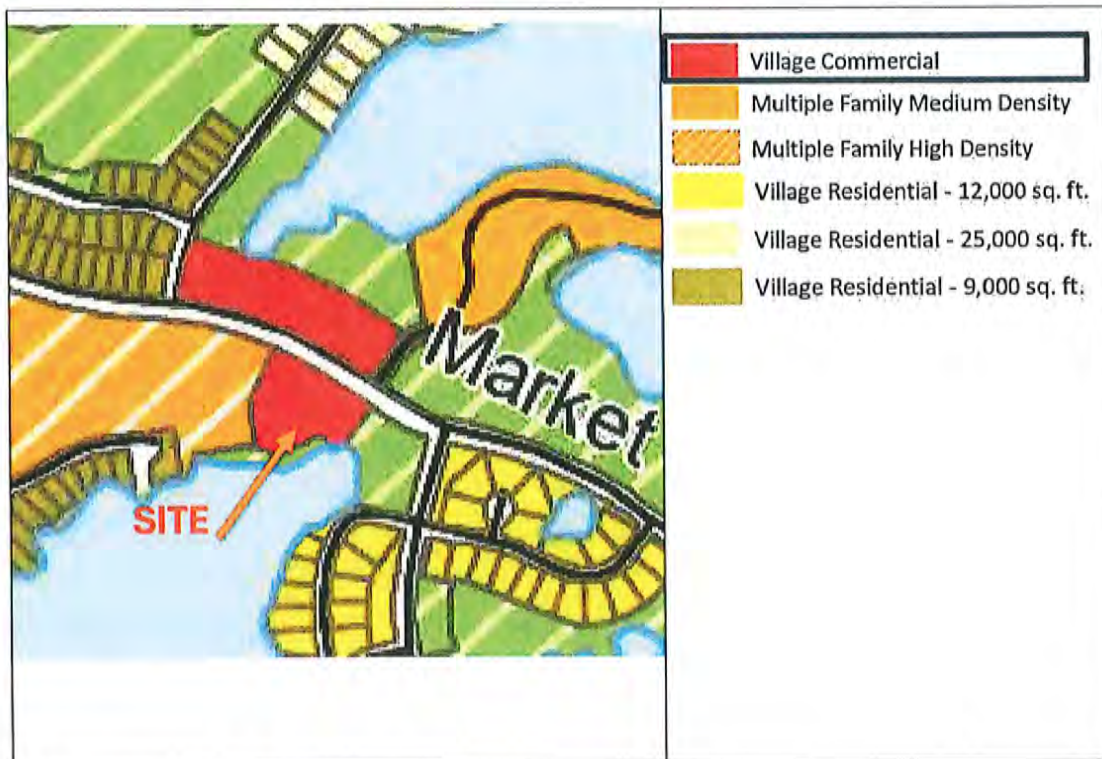 Village Commercial
Multiple Family Medium Density
Multiple Family High Density
Village Residential - 12,000 sq. ft.
Village Residential - 25,000 sq. ft.
Village Residential - 9,000 sq. ft.
Market
SITE